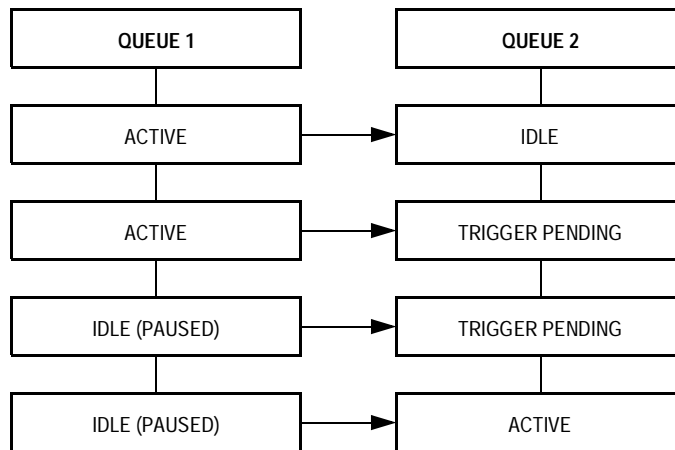 QUEUE 1
QUEUE 2
ACTIVE
IDLE
ACTIVE
TRIGGER PENDING
IDLE (PAUSED)
TRIGGER PENDING
IDLE (PAUSED)
ACTIVE